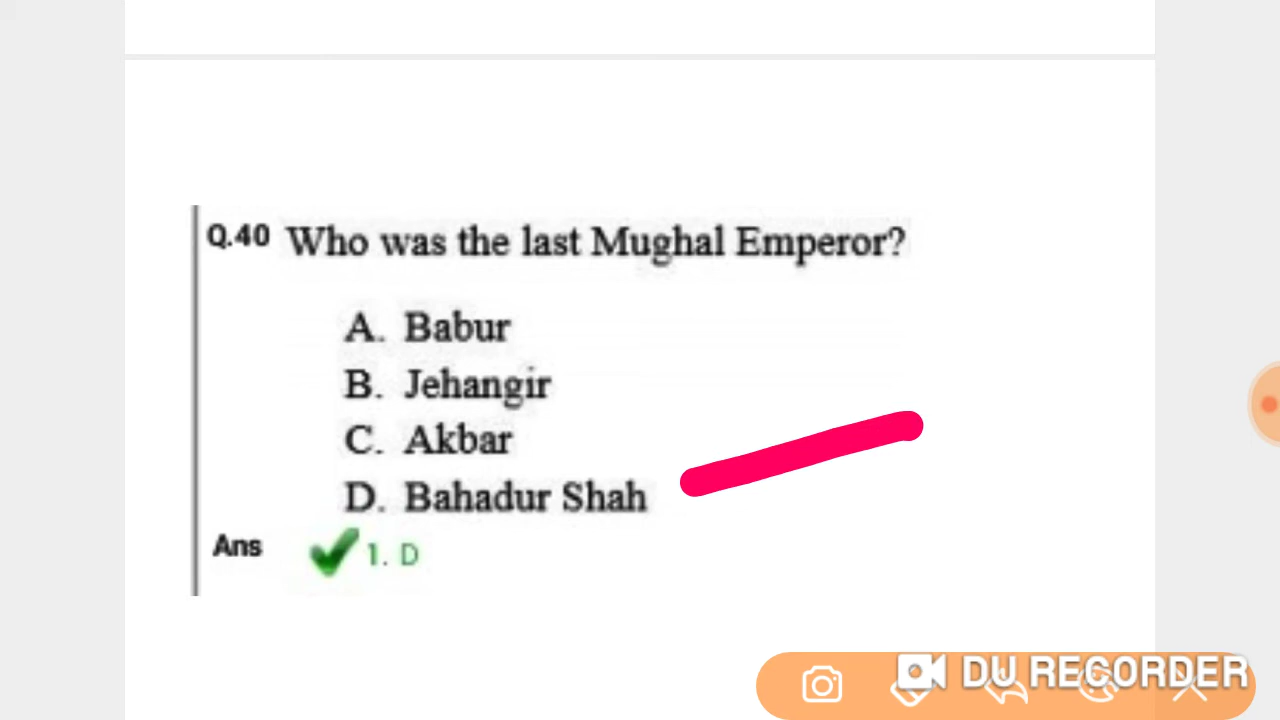 Q.40 Who was the last Mughal Emperor?
A. Babur
B. Jehangir
C. Akbar
D. Bahadur Shah
Ans 1. D
DU RECORDER